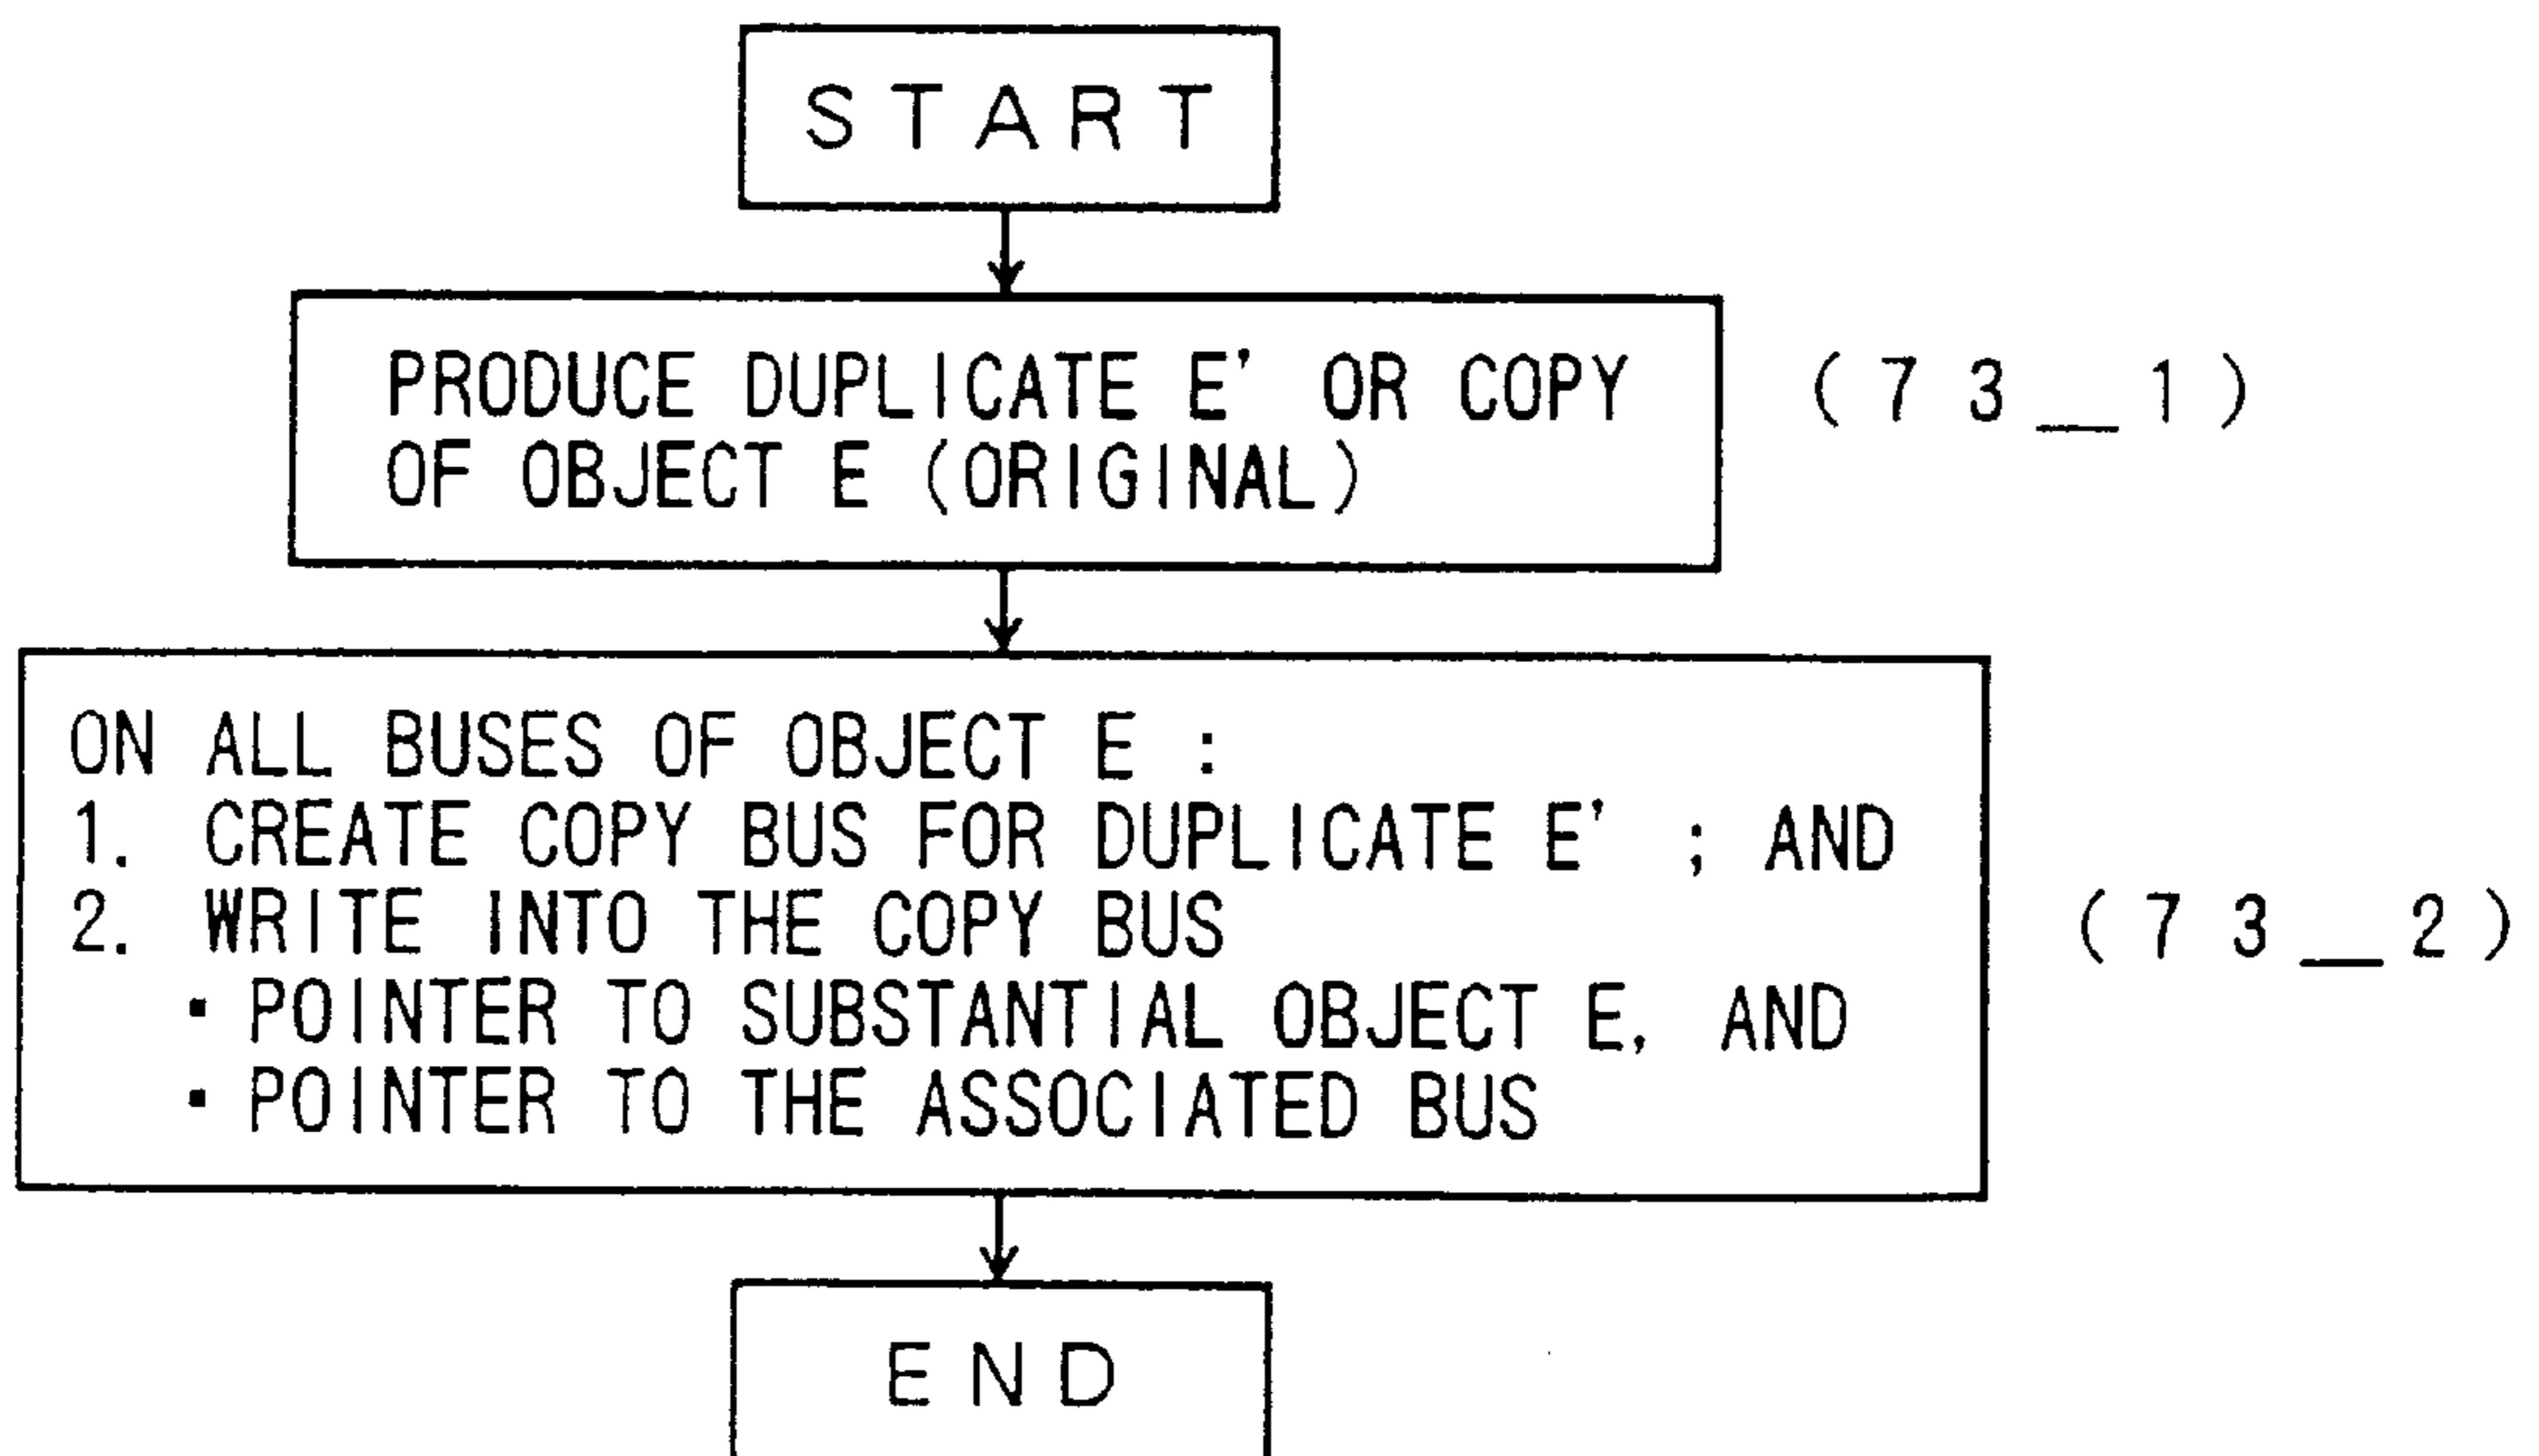 START
PRODUCE DUPLICATE E' OR COPY
OF OBJECT E (ORIGINAL)
(73_1)
ON ALL BUSES OF OBJECT E :
1. CREATE COPY BUS FOR DUPLICATE E' ; AND
2. WRITE INTO THE COPY BUS
(73_2)
▪ POINTER TO SUBSTANTIAL OBJECT E, AND
▪ POINTER TO THE ASSOCIATED BUS
END